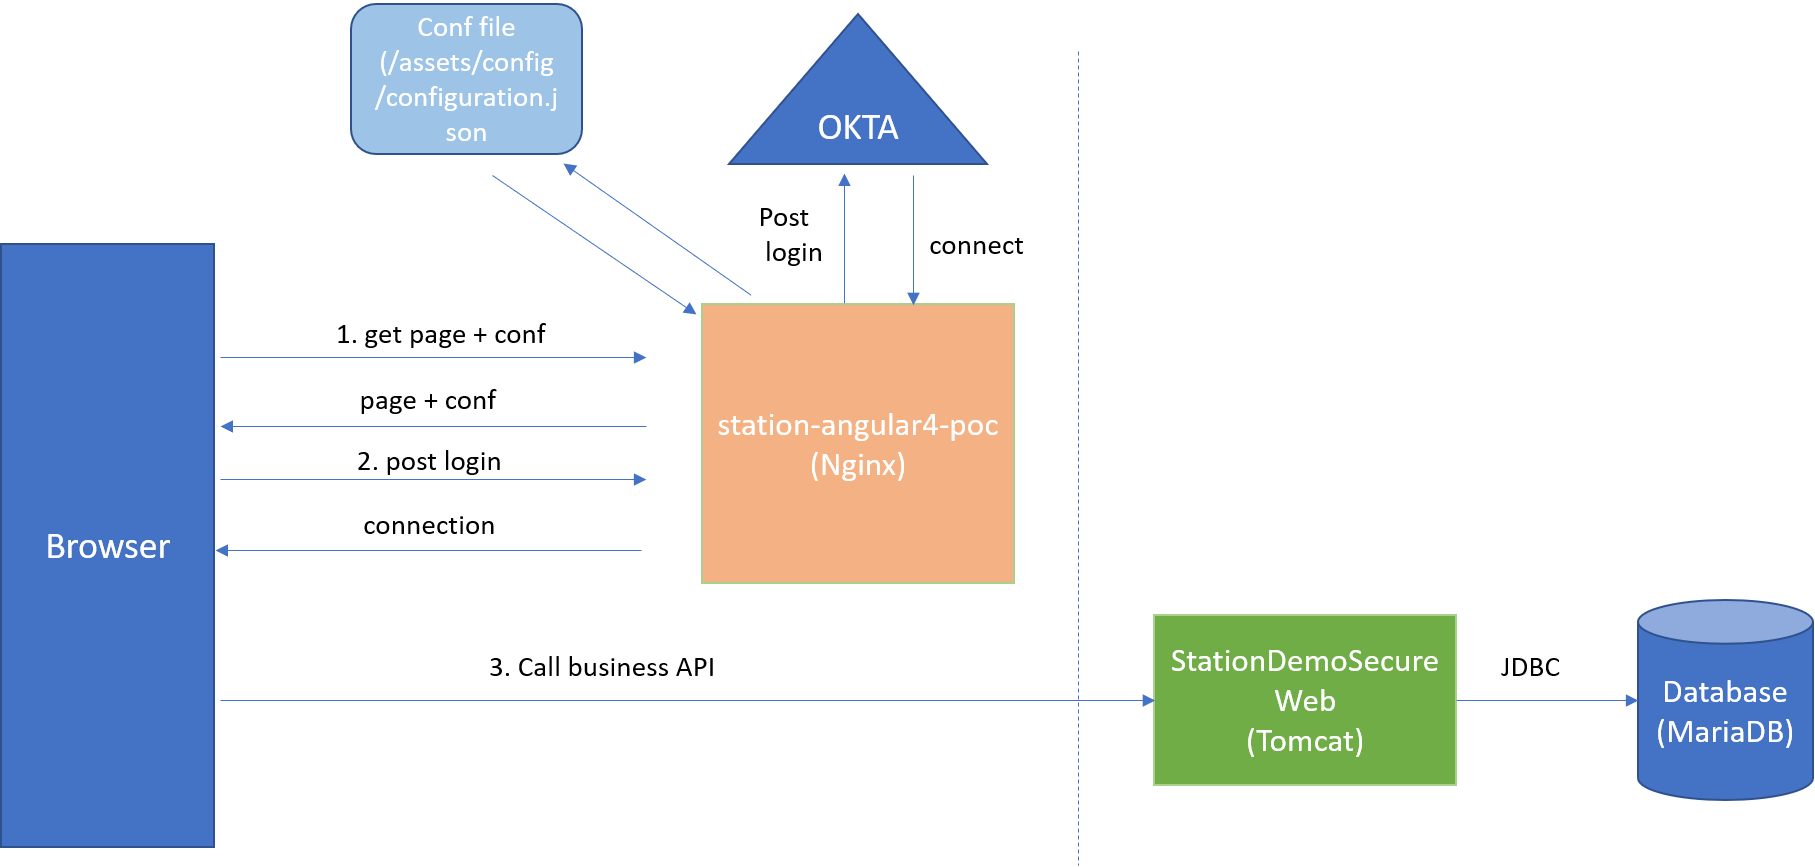 Conf file
(/assets/config
/configuration.j
son
OKTA
Post
login
connect
1. get page + conf
page + conf
2. post login
connection
station-angular4-poc
(Nginx)
Browser
3. Call business API
StationDemoSecure
Web
(Tomcat)
JDBC
Database
(MariaDB)